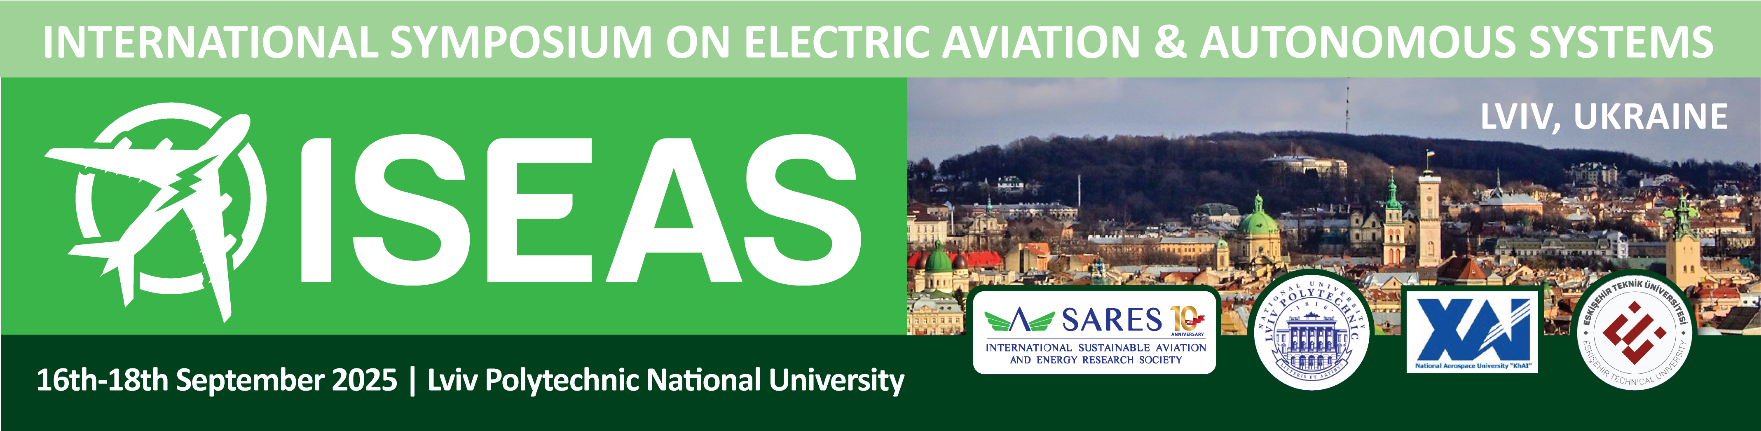 INTERNATIONAL SYMPOSIUM ON ELECTRIC AVIATION & AUTONOMOUS SYSTEMS
LVIV, UKRAINE
ISEAS
SARES 10
ANNIVERSARY
INTERNATIONAL SUSTAINABLE AVIATION
AND ENERGY RESEARCH SOCIETY
NATIONAL UNIVERSITY
LVIV POLYTECHNIC
1816
XAI
National Aerospace University "KhAI"
ESKİŞEHİR TEKNİK ÜNİVERSİTESİ
ESKISEHIR TECHNICAL UNIVERSITY
16th-18th September 2025 | Lviv Polytechnic National University